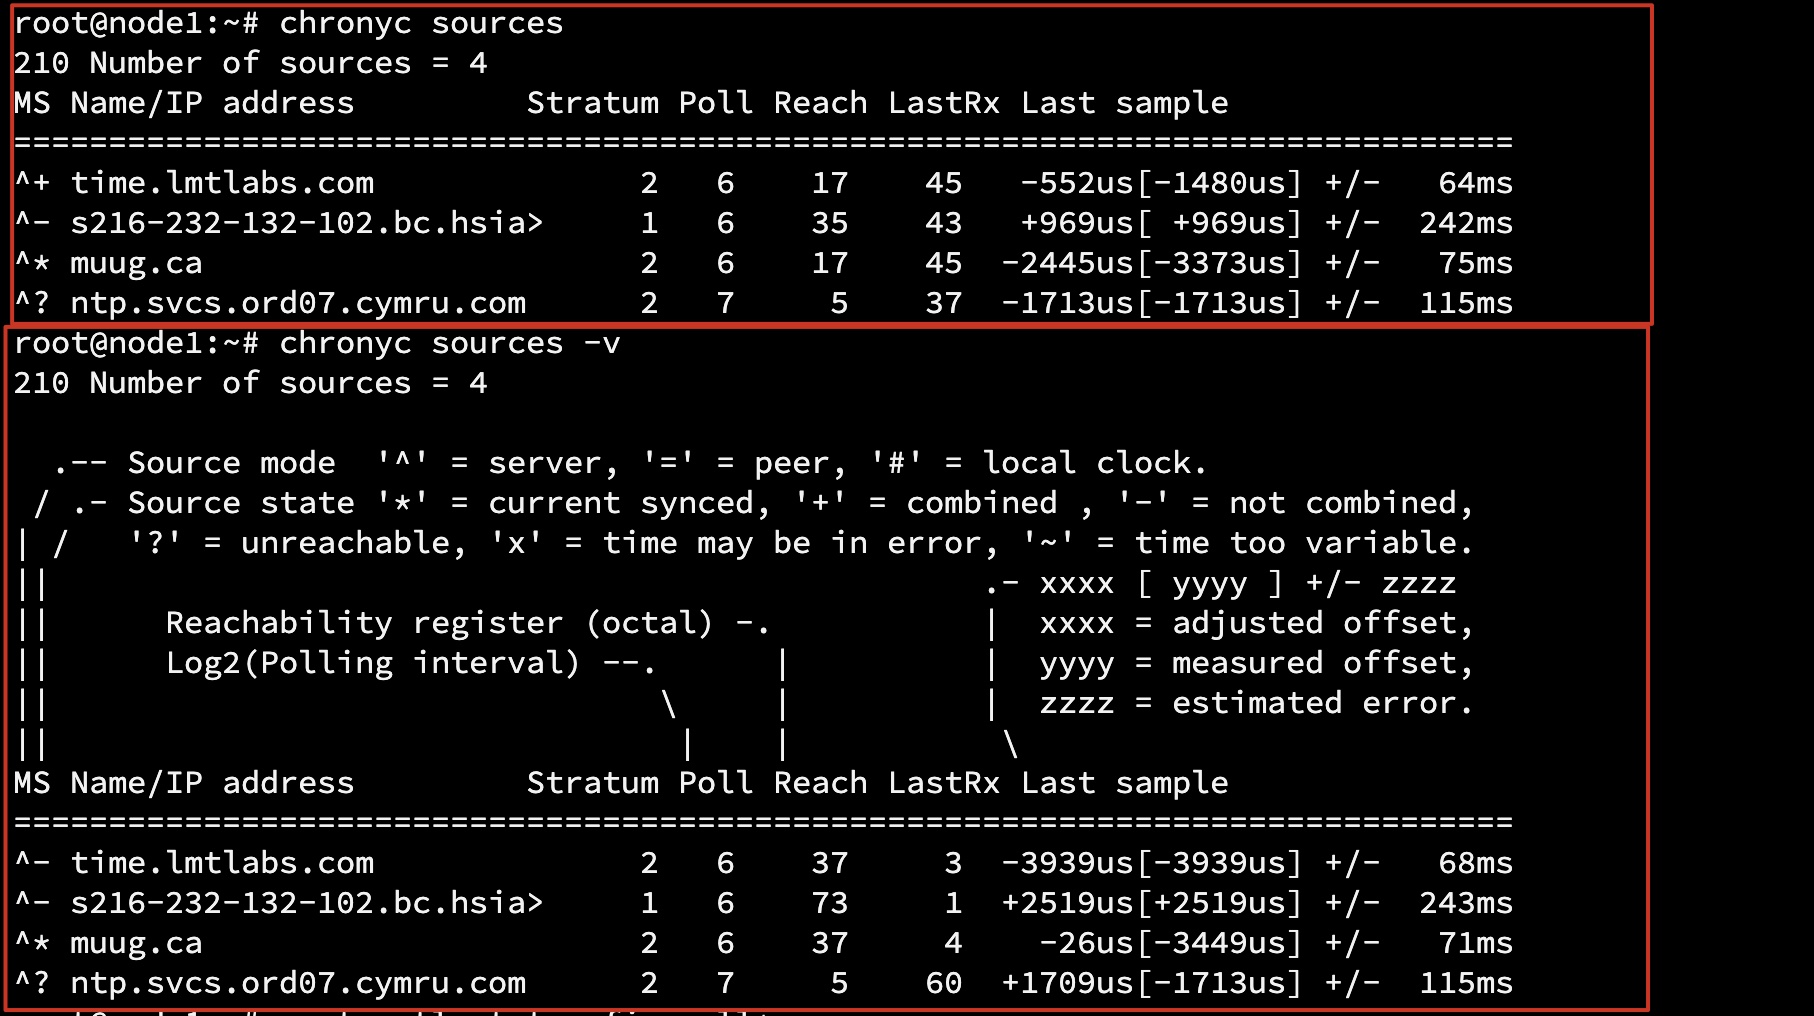 root@node1:~# chronyc sources
210 Number of sources = 4
MS Name/IP address         Stratum Poll Reach LastRx Last sample
===============================================================================
^+ time.lmtlabs.com              2   6    17    45   -552us[-1480us] +/-   64ms
^- s216-232-132-102.bc.hsia>     1   6    35    43   +969us[ +969us] +/-  242ms
^* muug.ca                       2   6    17    45  -2445us[-3373us] +/-   75ms
^? ntp.svcs.ord07.cymru.com      2   7     5    37  -1713us[-1713us] +/-  115ms
root@node1:~# chronyc sources -v
210 Number of sources = 4

  .-- Source mode  '^' = server, '=' = peer, '#' = local clock.
 / .- Source state '*' = current synced, '+' = combined , '-' = not combined,
| /   '?' = unreachable, 'x' = time may be in error, '~' = time too variable.
||                                                 .- xxxx [ yyyy ] +/- zzzz
||      Reachability register (octal) -.           |  xxxx = adjusted offset,
||      Log2(Polling interval) --.      |          |  yyyy = measured offset,
||                                \     |          |  zzzz = estimated error.
||                                 |    |           \
MS Name/IP address         Stratum Poll Reach LastRx Last sample
===============================================================================
^- time.lmtlabs.com              2   6    37     3  -3939us[-3939us] +/-   68ms
^- s216-232-132-102.bc.hsia>     1   6    73     1  +2519us[+2519us] +/-  243ms
^* muug.ca                       2   6    37     4    -26us[-3449us] +/-   71ms
^? ntp.svcs.ord07.cymru.com      2   7     5    60  +1709us[-1713us] +/-  115ms